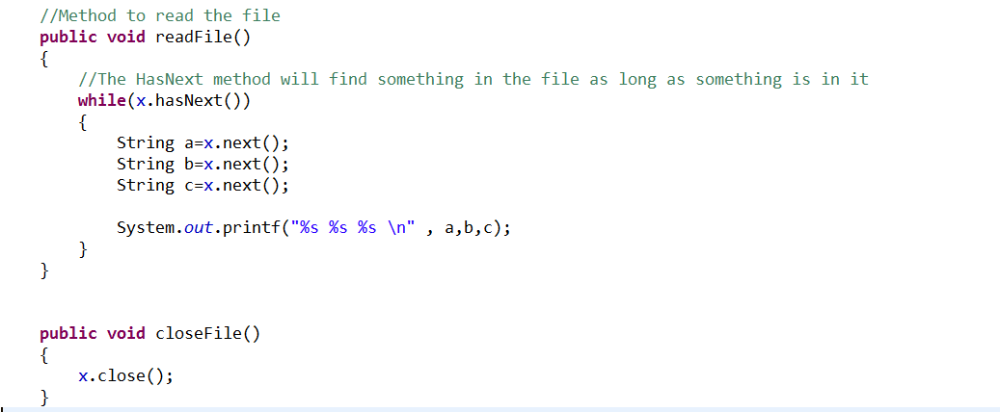 //Method to read the file
public void readFile()
{
//The HasNext method will find something in the file as long as something is in it
while(x.hasNext())
{
String a=x.next();
String b=x.next();
String c=x.next();
System.out.printf("%s %s %s \n" , a,b,c);
}
}
public void closeFile()
{
x.close();
}